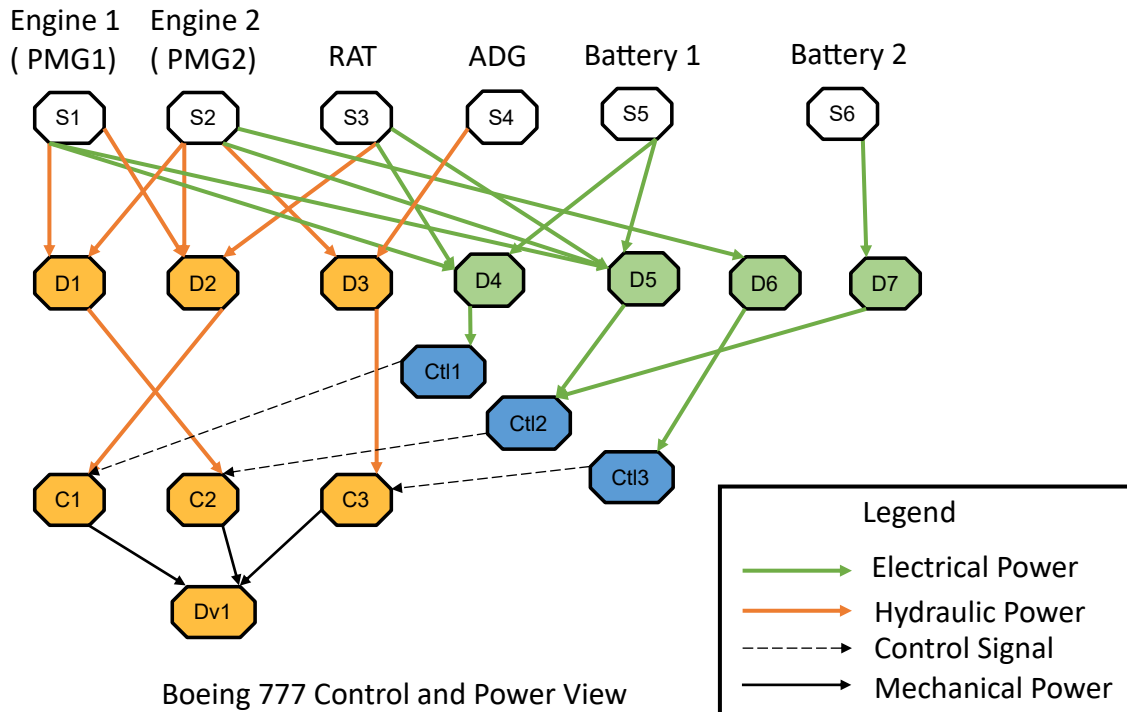 Engine 1
( PMG1)
Engine 2
( PMG2)
RAT
ADG
Battery 1
Battery 2
S1
S2
S3
S4
S5
S6
D1
D2
D3
D4
D5
D6
D7
Ctl1
Ctl2
Ctl3
C1
C2
C3
Dv1
Legend
Electrical Power
Hydraulic Power
Control Signal
Mechanical Power
Boeing 777 Control and Power View